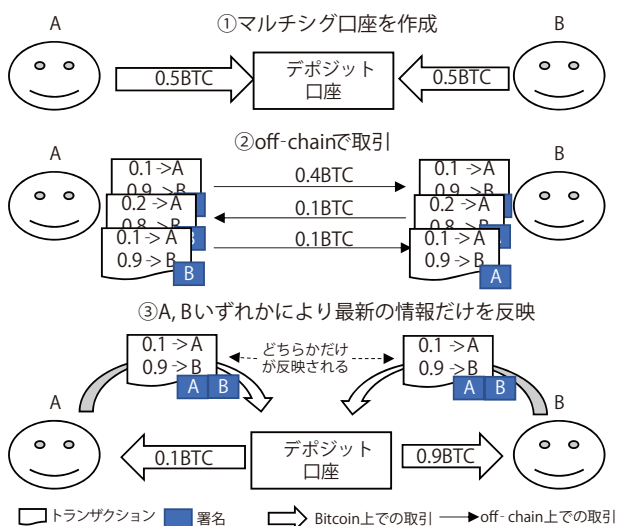 ①マルチシグ口座を作成
A
B
0.5BTC
デポジット
口座
0.5BTC
②off-chainで取引
A
B
0.1 ->A
0.9 ->B
0.2 ->A
0.8 ->B
B
0.1 -> A
0.9 -> B
B
0.4BTC
0.1BTC
0.1BTC
0.1 -> A
0.9 -> B
0.2 -> A
0.8 -> B
0.1 -> A
0.9 -> B
A
③A, Bいずれかにより最新の情報だけを反映
0.1 -> A
0.9 -> B
A B
どちらかだけ
が反映される
0.1 -> A
0.9 -> B
A B
A
B
0.1BTC
デポジット
口座
0.9BTC
トランザクション
署名
Bitcoin上での取引
off- chain上での取引